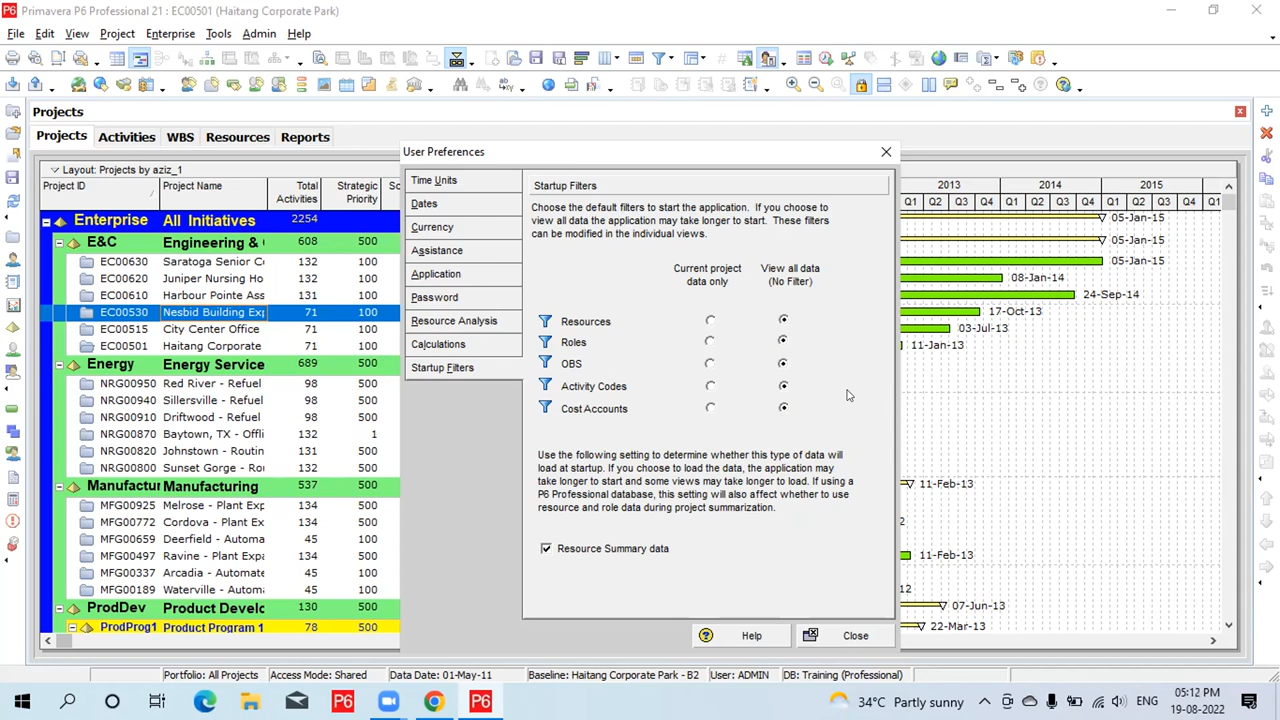 Primavera P6 Professional 21 : EC00501 (Haitang Corporate Park)
File Edit View Project Enterprise Tools Admin Help
Projects
Projects Activities WBS Resources Reports
Layout: Projects by aziz_1
Project ID Project Name Total Activities Strategic Priority
2013 2014 2015
Q1 Q2 Q3 Q4 Q1 Q2 Q3 Q4 Q1 Q2 Q3 Q4 Q1
Enterprise All Initiatives 2254 05-Jan-15
E&C Engineering & 608 500 05-Jan-15
EC00630 Saratoga Senior C 132 100 05-Jan-15
EC00620 Juniper Nursing Ho 132 100 08-Jan-14
EC00610 Harbour Pointe Ass 131 100 24-Sep-14
EC00530 Nesbid Building Exp 71 100 17-Oct-13
EC00515 City Center Office 71 100 03-Jul-13
EC00501 Haitang Corporate 71 100 11-Jan-13
Energy Energy Service 689 500
NRG00950 Red River - Refuel 98 500
NRG00940 Sillersville - Refuel 98 500
NRG00910 Driftwood - Refuel 98 500
NRG00870 Baytown, TX - Offli 132 1
NRG00820 Johnstown - Routin 131 500
NRG00800 Sunset Gorge - Ro 132 500
Manufactur Manufacturing 537 500 11-Feb-13
MFG00925 Melrose - Plant Exp 134 500
MFG00772 Cordova - Plant Ex 134 500
MFG00659 Deerfield - Automa 45 100
MFG00497 Ravine - Plant Expa 134 500 11-Feb-13
MFG00373 Arcadia - Automate 45 100
MFG00189 Waterville - Automa 45 100
ProdDev Product Develo 130 500 07-Jun-13
ProdProg1 Product Program 1 78 500 22-Mar-13
User Preferences
Time Units
Dates
Currency
Assistance
Application
Password
Resource Analysis
Calculations
Startup Filters
Startup Filters
Choose the default filters to start the application. If you choose to
view all data the application may take longer to start. These filters
can be modified in the individual views.
Current project View all data
data only (No Filter)
Resources
Roles
OBS
Activity Codes
Cost Accounts
Use the following setting to determine whether this type of data will
load at startup. If you choose to load the data, the application may
take longer to start and some views may take longer to load. If using a
P6 Professional database, this setting will also affect whether to use
resource and role data during project summarization.
Resource Summary data
Help Close
Portfolio: All Projects Access Mode: Shared Data Date: 01-May-11 Baseline: Haitang Corporate Park - B2 User: ADMIN DB: Training (Professional)
34°C Partly sunny ENG 05:12 PM
19-08-2022